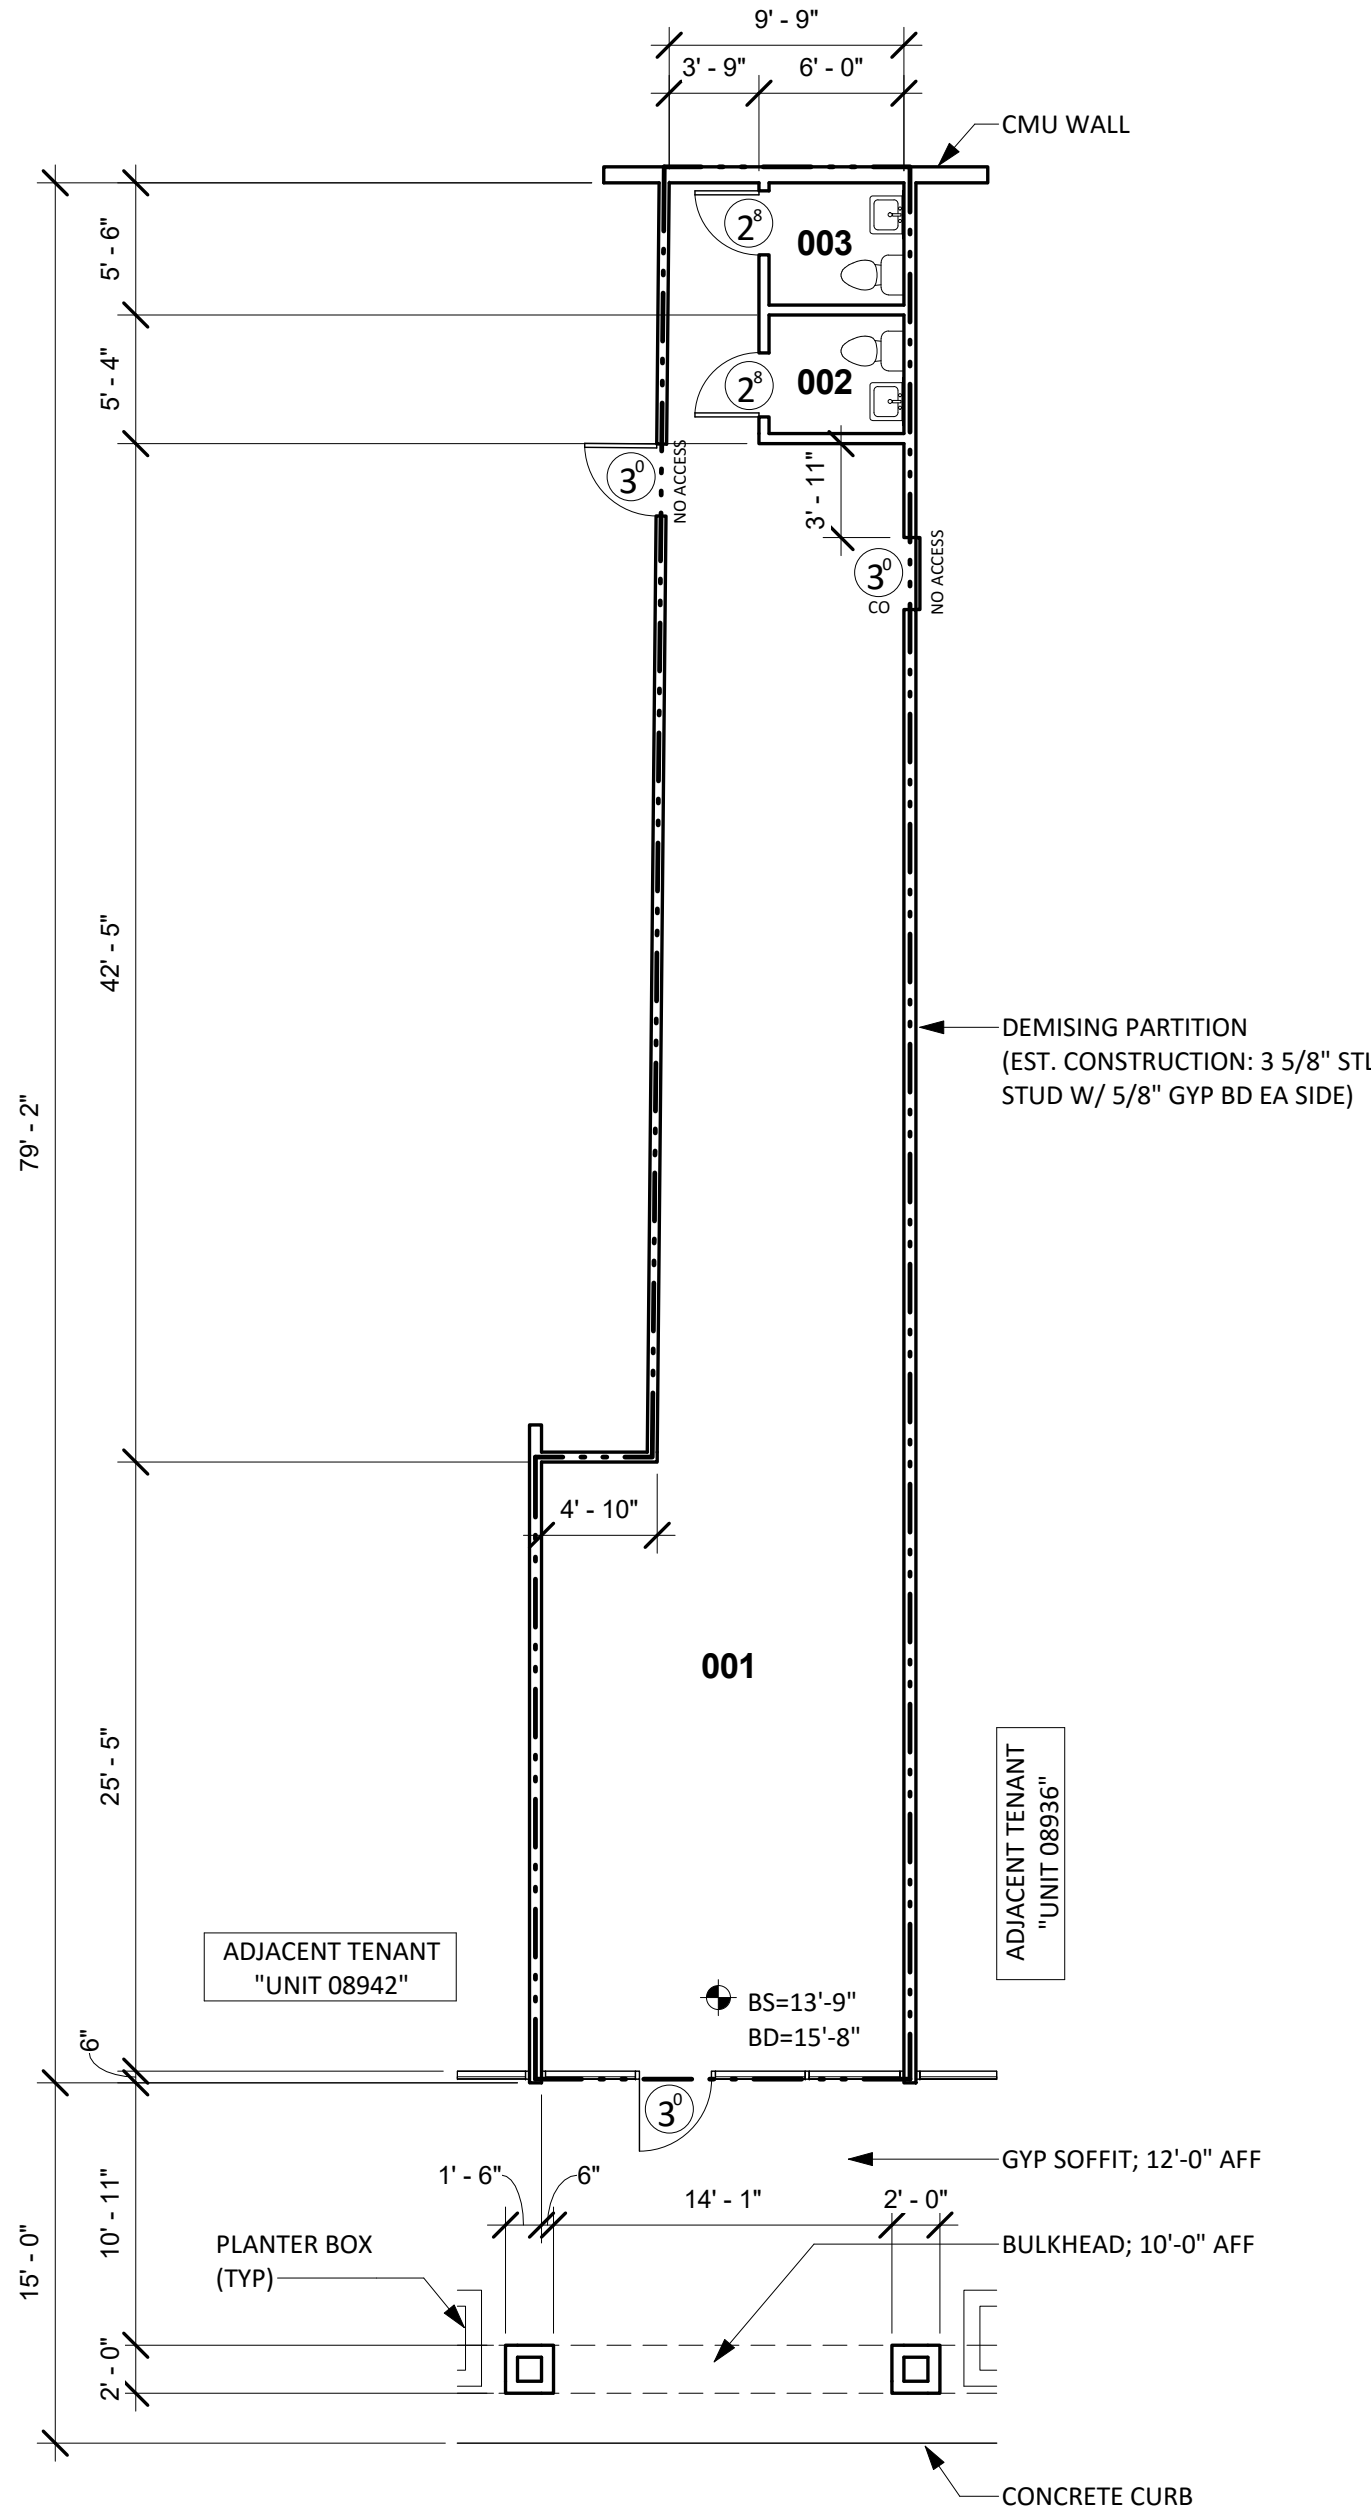 9' - 9"
3' - 9"
6' - 0"
CMU WALL
5' - 6"
2⁸
003
5' - 4"
2⁸
002
3⁰
NO ACCESS
3' - 11"
3⁰
CO
NO ACCESS
42' - 5"
79' - 2"
DEMISING PARTITION
(EST. CONSTRUCTION: 3 5/8" STL
STUD W/ 5/8" GYP BD EA SIDE)
4' - 10"
001
25' - 5"
ADJACENT TENANT
"UNIT 08936"
ADJACENT TENANT
"UNIT 08942"
BS=13'-9"
BD=15'-8"
6"
3⁰
GYP SOFFIT; 12'-0" AFF
1' - 6"
6"
14' - 1"
2' - 0"
10' - 11"
15' - 0"
PLANTER BOX
(TYP)
BULKHEAD; 10'-0" AFF
2' - 0"
CONCRETE CURB